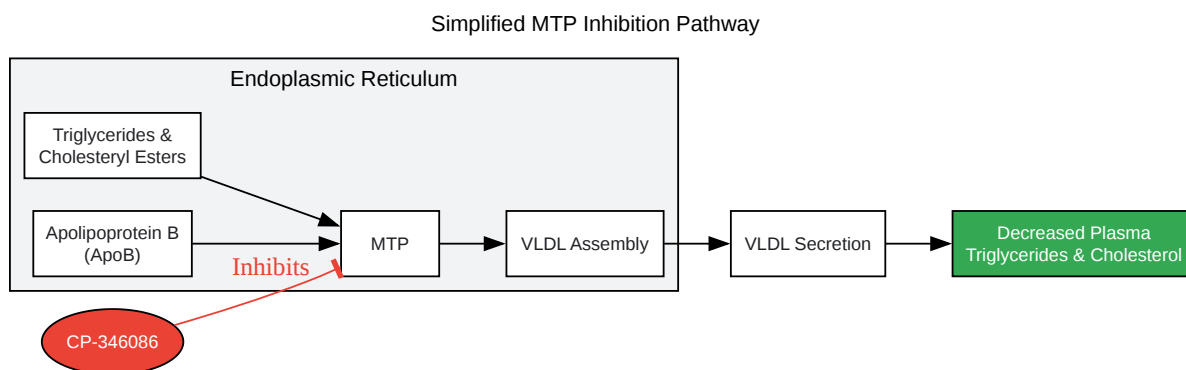 Simplified MTP Inhibition Pathway
Endoplasmic Reticulum
Triglycerides &
Cholesteryl Esters
Apolipoprotein B
(ApoB)
MTP
VLDL Assembly
VLDL Secretion
Decreased Plasma
Triglycerides & Cholesterol
Inhibits
CP-346086